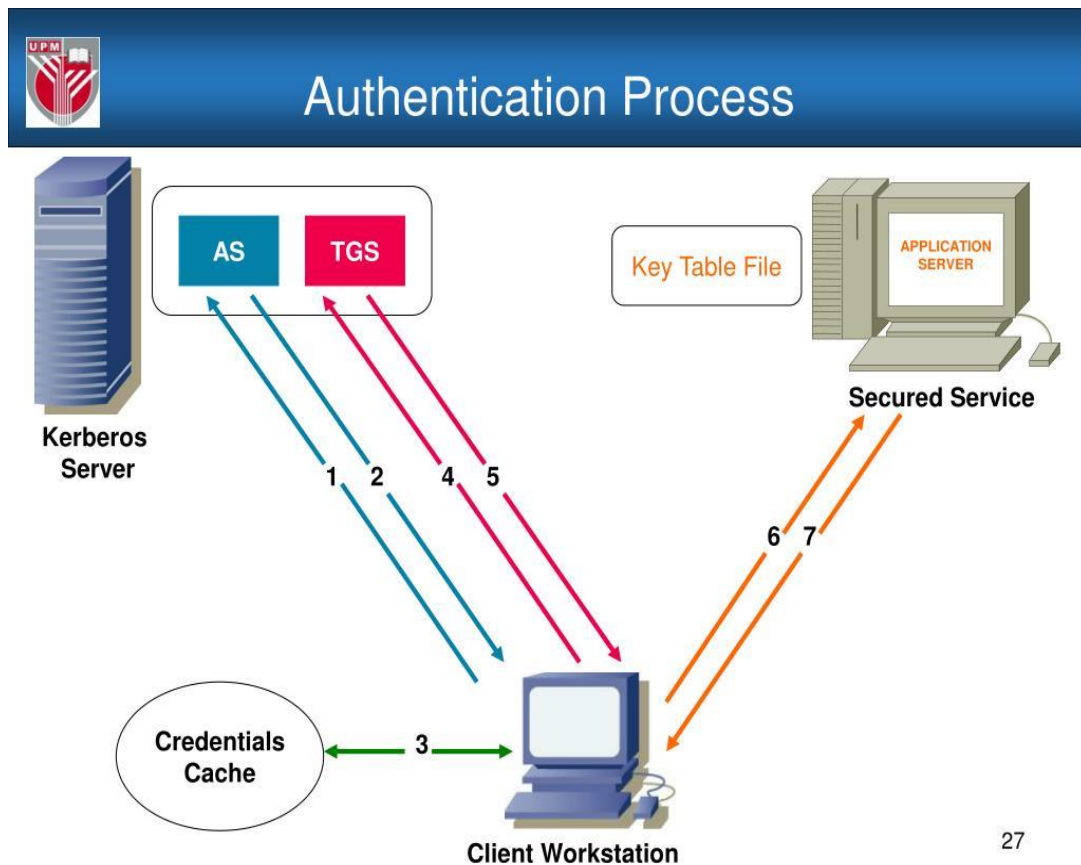 UPM
Authentication Process
AS
TGS
Key Table File
APPLICATION
SERVER
Secured Service
Kerberos
Server
1
2
4
5
6
7
Credentials
Cache
3
Client Workstation
27